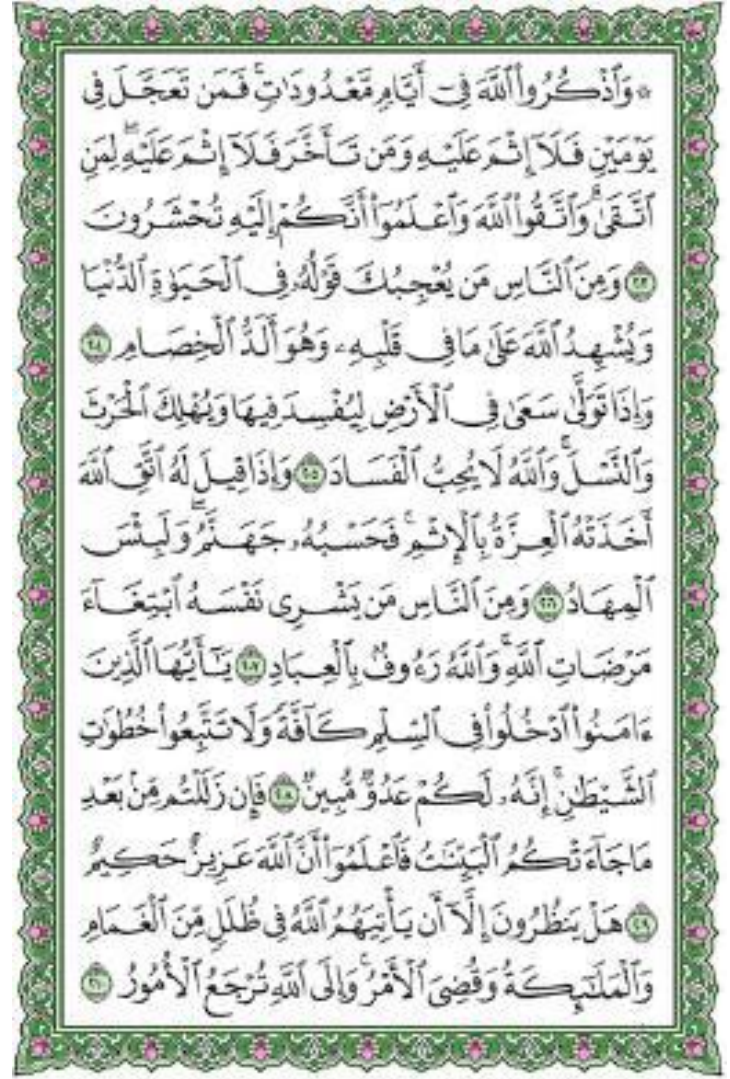 ۞ وَٱذْكُرُوا۟ ٱللَّهَ فِىٓ أَيَّامٍ مَّعْدُودَٰتٍ ۚ فَمَن تَعَجَّلَ فِى
يَوْمَيْنِ فَلَآ إِثْمَ عَلَيْهِ وَمَن تَأَخَّرَ فَلَآ إِثْمَ عَلَيْهِ ۚ لِمَنِ
ٱتَّقَىٰ ۗ وَٱتَّقُوا۟ ٱللَّهَ وَٱعْلَمُوٓا۟ أَنَّكُمْ إِلَيْهِ تُحْشَرُونَ
٢٠٣ وَمِنَ ٱلنَّاسِ مَن يُعْجِبُكَ قَوْلُهُۥ فِى ٱلْحَيَوٰةِ ٱلدُّنْيَا
وَيُشْهِدُ ٱللَّهَ عَلَىٰ مَا فِى قَلْبِهِۦ وَهُوَ أَلَدُّ ٱلْخِصَامِ ٢٠٤
وَإِذَا تَوَلَّىٰ سَعَىٰ فِى ٱلْأَرْضِ لِيُفْسِدَ فِيهَا وَيُهْلِكَ ٱلْحَرْثَ
وَٱلنَّسْلَ ۗ وَٱللَّهُ لَا يُحِبُّ ٱلْفَسَادَ ٢٠٥ وَإِذَا قِيلَ لَهُ ٱتَّقِ ٱللَّهَ
أَخَذَتْهُ ٱلْعِزَّةُ بِٱلْإِثْمِ ۚ فَحَسْبُهُۥ جَهَنَّمُ ۚ وَلَبِئْسَ
ٱلْمِهَادُ ٢٠٦ وَمِنَ ٱلنَّاسِ مَن يَشْرِى نَفْسَهُ ٱبْتِغَآءَ
مَرْضَاتِ ٱللَّهِ ۗ وَٱللَّهُ رَءُوفٌۢ بِٱلْعِبَادِ ٢٠٧ يَٰٓأَيُّهَا ٱلَّذِينَ
ءَامَنُوا۟ ٱدْخُلُوا۟ فِى ٱلسِّلْمِ كَآفَّةً وَلَا تَتَّبِعُوا۟ خُطُوَٰتِ
ٱلشَّيْطَٰنِ ۚ إِنَّهُۥ لَكُمْ عَدُوٌّ مُّبِينٌ ٢٠٨ فَإِن زَلَلْتُم مِّنۢ بَعْدِ
مَا جَآءَتْكُمُ ٱلْبَيِّنَٰتُ فَٱعْلَمُوٓا۟ أَنَّ ٱللَّهَ عَزِيزٌ حَكِيمٌ
٢٠٩ هَلْ يَنظُرُونَ إِلَّآ أَن يَأْتِيَهُمُ ٱللَّهُ فِى ظُلَلٍ مِّنَ ٱلْغَمَامِ
وَٱلْمَلَٰٓئِكَةُ وَقُضِىَ ٱلْأَمْرُ ۚ وَإِلَى ٱللَّهِ تُرْجَعُ ٱلْأُمُورُ ٢١٠